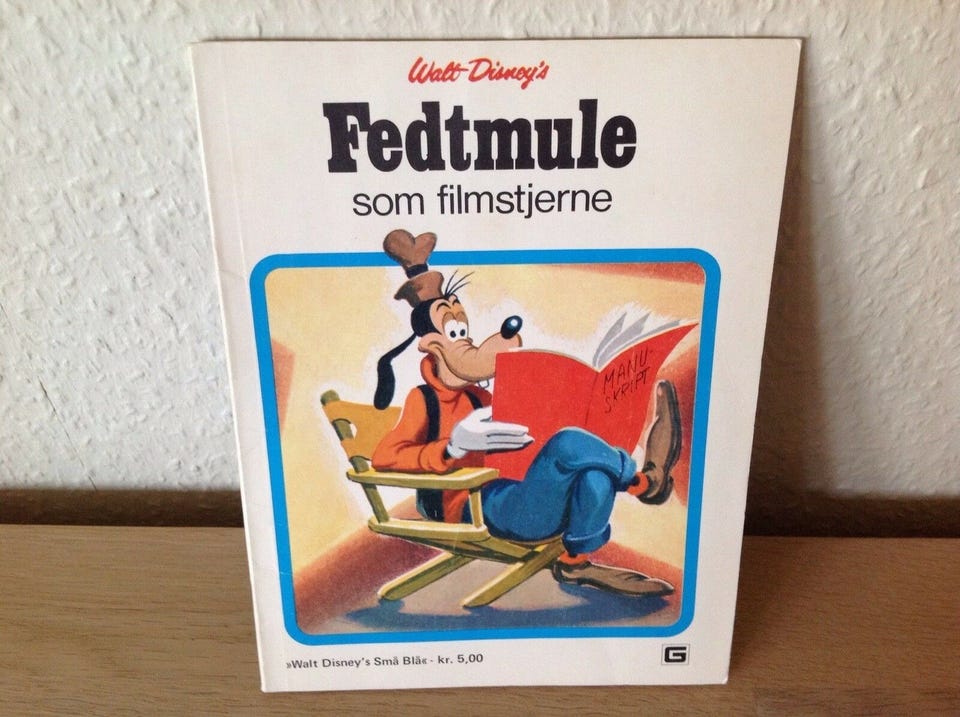 Walt Disney's
Fedtmule
som filmstjerne
MANU-
SKRIPT
»Walt Disney's Små Blå« - kr. 5,00
G